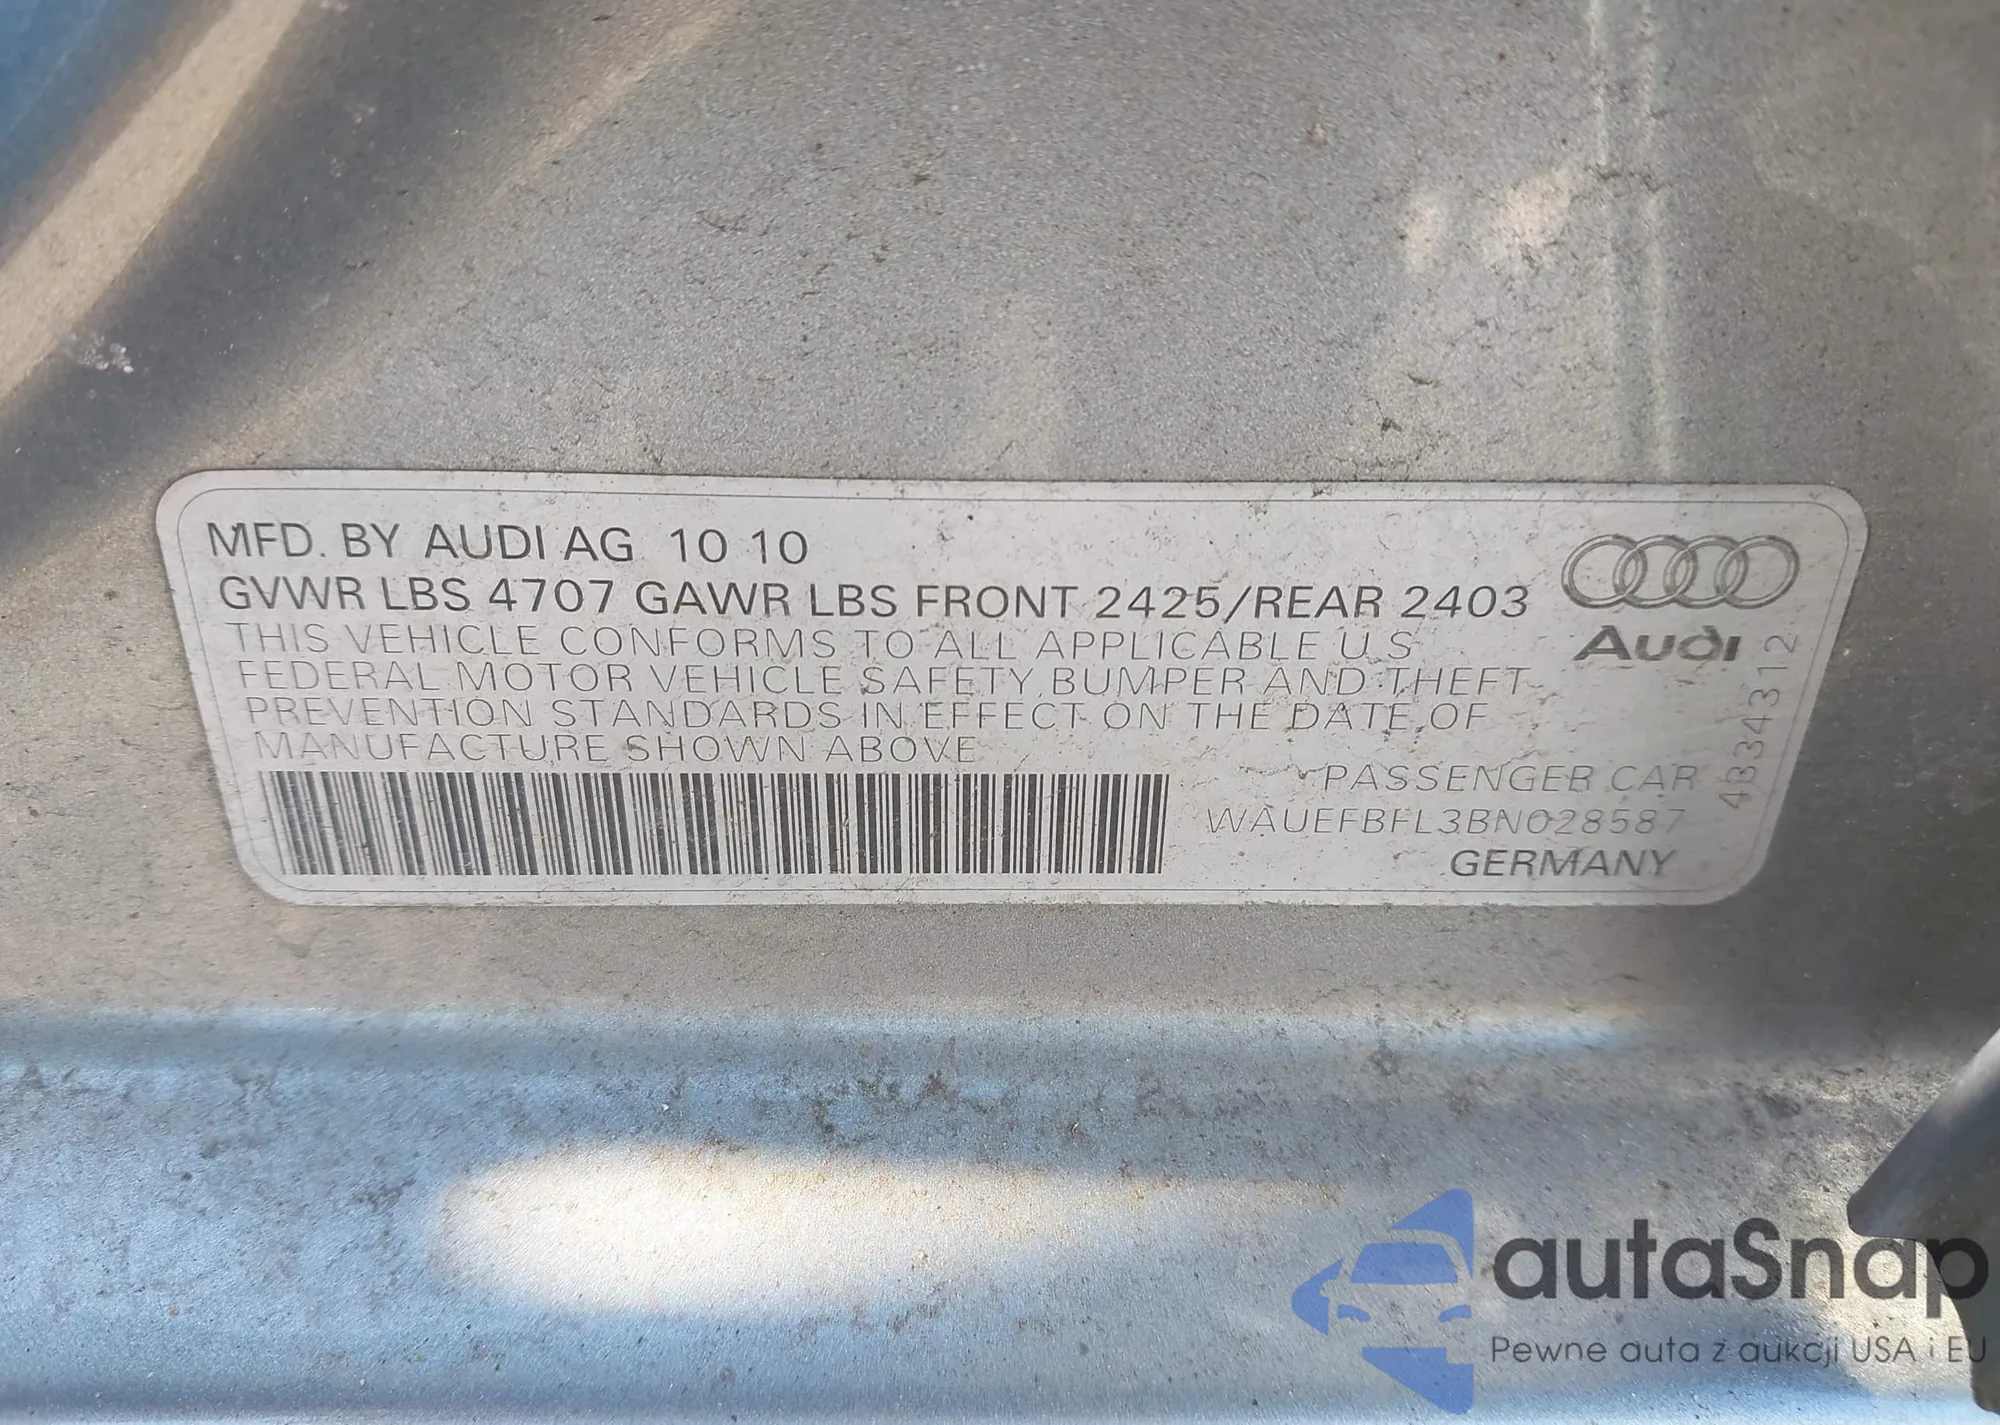 MFD. BY AUDI AG 10 10
GVWR LBS 4707 GAWR LBS FRONT 2425/REAR 2403
THIS VEHICLE CONFORMS TO ALL APPLICABLE U.S
FEDERAL MOTOR VEHICLE SAFETY, BUMPER AND THEFT
PREVENTION STANDARDS IN EFFECT ON THE DATE OF
MANUFACTURE SHOWN ABOVE
PASSENGER CAR
WAUEFBFL3BN028587
GERMANY
Audi
4B34312
autaSnap
Pewne auta z aukcji USA i EU